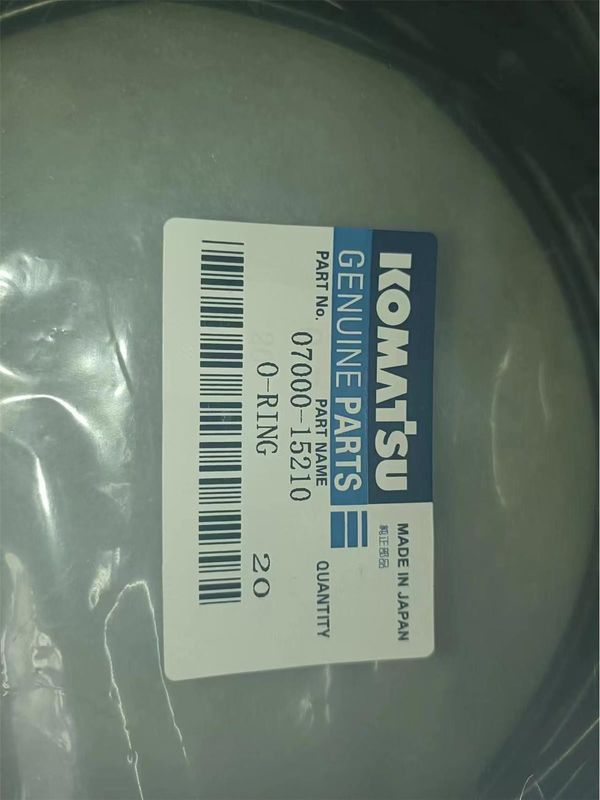 KOMATSU
GENUINE PARTS
MADE IN JAPAN
純正部品
PART No. PART NAME QUANTITY
07000-15210
O-RING 20